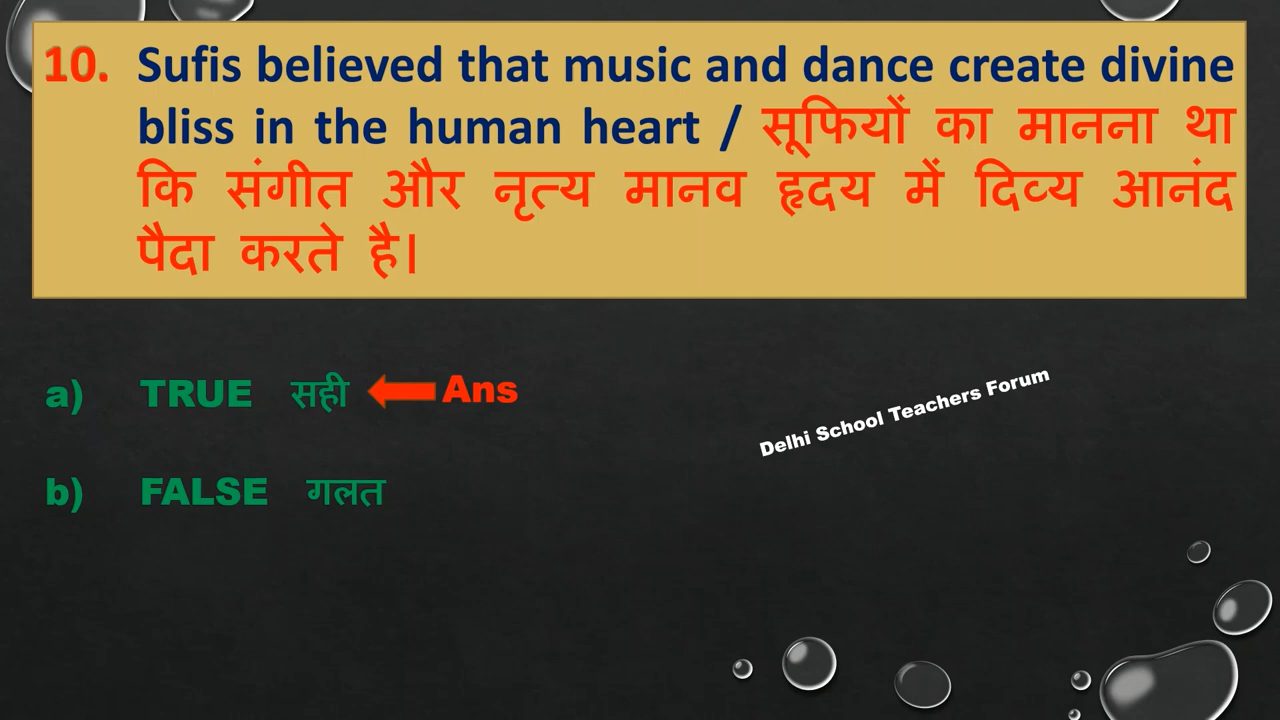 10. Sufis believed that music and dance create divine
bliss in the human heart / सूफियों का मानना था
कि संगीत और नृत्य मानव हृदय में दिव्य आनंद
पैदा करते है।
a) TRUE सही Ans
Delhi School Teachers Forum
b) FALSE गलत